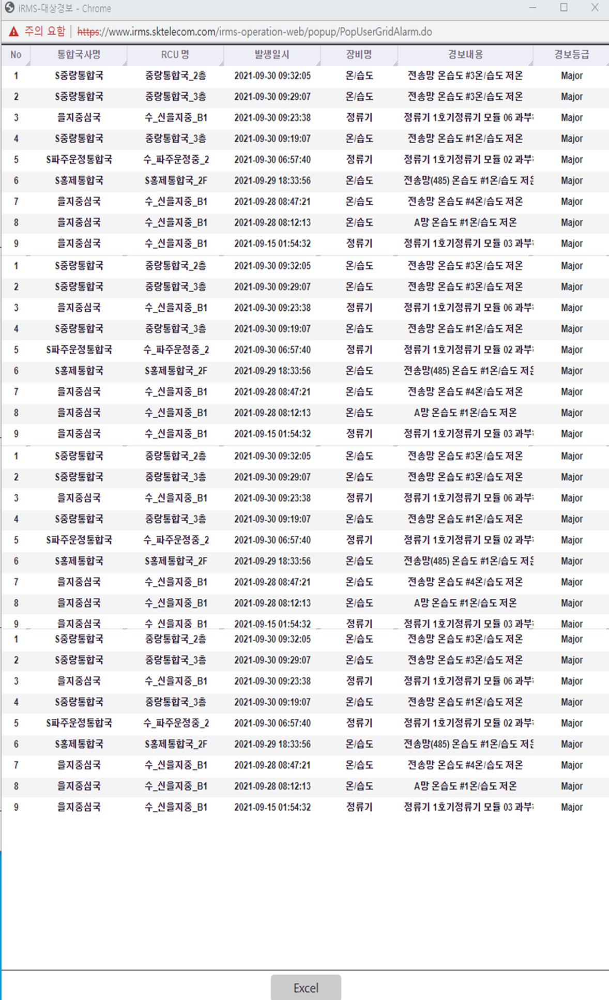 iRMS-대상경보 - Chrome
주의 요함 | https://www.irms.sktelecom.com/irms-operation-web/popup/PopUserGridAlarm.do
No 통합국사명 RCU 명 발생일시 장비명 경보내용 경보등급
1 S중랑통합국 중랑통합국_2층 2021-09-30 09:32:05 온/습도 전송망 온습도 #3온/습도 저온 Major
2 S중랑통합국 중랑통합국_3층 2021-09-30 09:29:07 온/습도 전송망 온습도 #3온/습도 저온 Major
3 을지중심국 수_신을지중_B1 2021-09-30 09:23:38 정류기 정류기 1호기정류기 모듈 06 과부 Major
4 S중랑통합국 중랑통합국_3층 2021-09-30 09:19:07 온/습도 전송망 온습도 #1온/습도 저온 Major
5 S파주운정통합국 수_파주운정중_2 2021-09-30 06:57:40 정류기 정류기 1호기정류기 모듈 02 과부 Major
6 S홍제통합국 S홍제통합국_2F 2021-09-29 18:33:56 온/습도 전송망(485) 온습도 #1온/습도 저온 Major
7 을지중심국 수_신을지중_B1 2021-09-28 08:47:21 온/습도 전송망 온습도 #4온/습도 저온 Major
8 을지중심국 수_신을지중_B1 2021-09-28 08:12:13 온/습도 A망 온습도 #1온/습도 저온 Major
9 을지중심국 수_신을지중_B1 2021-09-15 01:54:32 정류기 정류기 1호기정류기 모듈 03 과부 Major
1 S중랑통합국 중랑통합국_2층 2021-09-30 09:32:05 온/습도 전송망 온습도 #3온/습도 저온 Major
2 S중랑통합국 중랑통합국_3층 2021-09-30 09:29:07 온/습도 전송망 온습도 #3온/습도 저온 Major
3 을지중심국 수_신을지중_B1 2021-09-30 09:23:38 정류기 정류기 1호기정류기 모듈 06 과부 Major
4 S중랑통합국 중랑통합국_3층 2021-09-30 09:19:07 온/습도 전송망 온습도 #1온/습도 저온 Major
5 S파주운정통합국 수_파주운정중_2 2021-09-30 06:57:40 정류기 정류기 1호기정류기 모듈 02 과부 Major
6 S홍제통합국 S홍제통합국_2F 2021-09-29 18:33:56 온/습도 전송망(485) 온습도 #1온/습도 저온 Major
7 을지중심국 수_신을지중_B1 2021-09-28 08:47:21 온/습도 전송망 온습도 #4온/습도 저온 Major
8 을지중심국 수_신을지중_B1 2021-09-28 08:12:13 온/습도 A망 온습도 #1온/습도 저온 Major
9 을지중심국 수_신을지중_B1 2021-09-15 01:54:32 정류기 정류기 1호기정류기 모듈 03 과부 Major
1 S중랑통합국 중랑통합국_2층 2021-09-30 09:32:05 온/습도 전송망 온습도 #3온/습도 저온 Major
2 S중랑통합국 중랑통합국_3층 2021-09-30 09:29:07 온/습도 전송망 온습도 #3온/습도 저온 Major
3 을지중심국 수_신을지중_B1 2021-09-30 09:23:38 정류기 정류기 1호기정류기 모듈 06 과부 Major
4 S중랑통합국 중랑통합국_3층 2021-09-30 09:19:07 온/습도 전송망 온습도 #1온/습도 저온 Major
5 S파주운정통합국 수_파주운정중_2 2021-09-30 06:57:40 정류기 정류기 1호기정류기 모듈 02 과부 Major
6 S홍제통합국 S홍제통합국_2F 2021-09-29 18:33:56 온/습도 전송망(485) 온습도 #1온/습도 저온 Major
7 을지중심국 수_신을지중_B1 2021-09-28 08:47:21 온/습도 전송망 온습도 #4온/습도 저온 Major
8 을지중심국 수_신을지중_B1 2021-09-28 08:12:13 온/습도 A망 온습도 #1온/습도 저온 Major
9 을지중심국 수_신을지중_B1 2021-09-15 01:54:32 정류기 정류기 1호기정류기 모듈 03 과부 Major
1 S중랑통합국 중랑통합국_2층 2021-09-30 09:32:05 온/습도 전송망 온습도 #3온/습도 저온 Major
2 S중랑통합국 중랑통합국_3층 2021-09-30 09:29:07 온/습도 전송망 온습도 #3온/습도 저온 Major
3 을지중심국 수_신을지중_B1 2021-09-30 09:23:38 정류기 정류기 1호기정류기 모듈 06 과부 Major
4 S중랑통합국 중랑통합국_3층 2021-09-30 09:19:07 온/습도 전송망 온습도 #1온/습도 저온 Major
5 S파주운정통합국 수_파주운정중_2 2021-09-30 06:57:40 정류기 정류기 1호기정류기 모듈 02 과부 Major
6 S홍제통합국 S홍제통합국_2F 2021-09-29 18:33:56 온/습도 전송망(485) 온습도 #1온/습도 저온 Major
7 을지중심국 수_신을지중_B1 2021-09-28 08:47:21 온/습도 전송망 온습도 #4온/습도 저온 Major
8 을지중심국 수_신을지중_B1 2021-09-28 08:12:13 온/습도 A망 온습도 #1온/습도 저온 Major
9 을지중심국 수_신을지중_B1 2021-09-15 01:54:32 정류기 정류기 1호기정류기 모듈 03 과부 Major
Excel